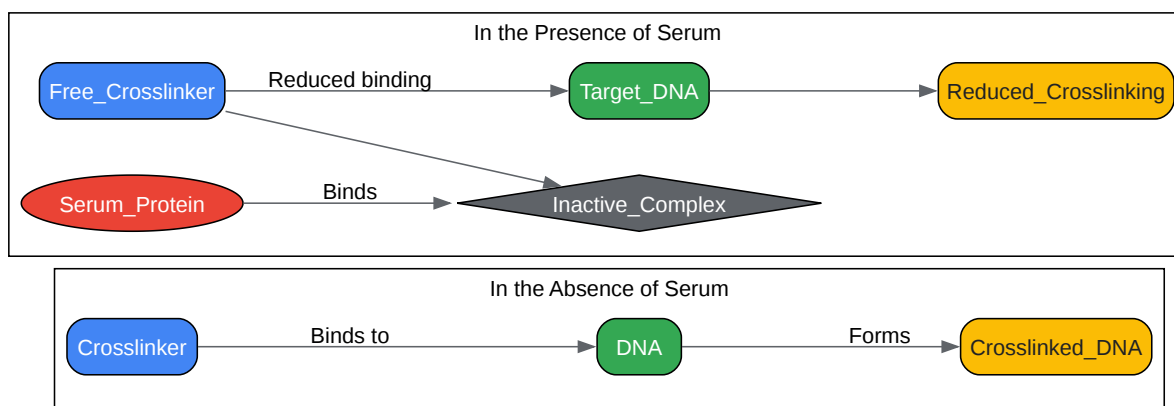 In the Presence of Serum
Free_Crosslinker
Reduced binding
Target_DNA
Reduced_Crosslinking
Serum_Protein
Binds
Inactive_Complex
In the Absence of Serum
Crosslinker
Binds to
DNA
Forms
Crosslinked_DNA